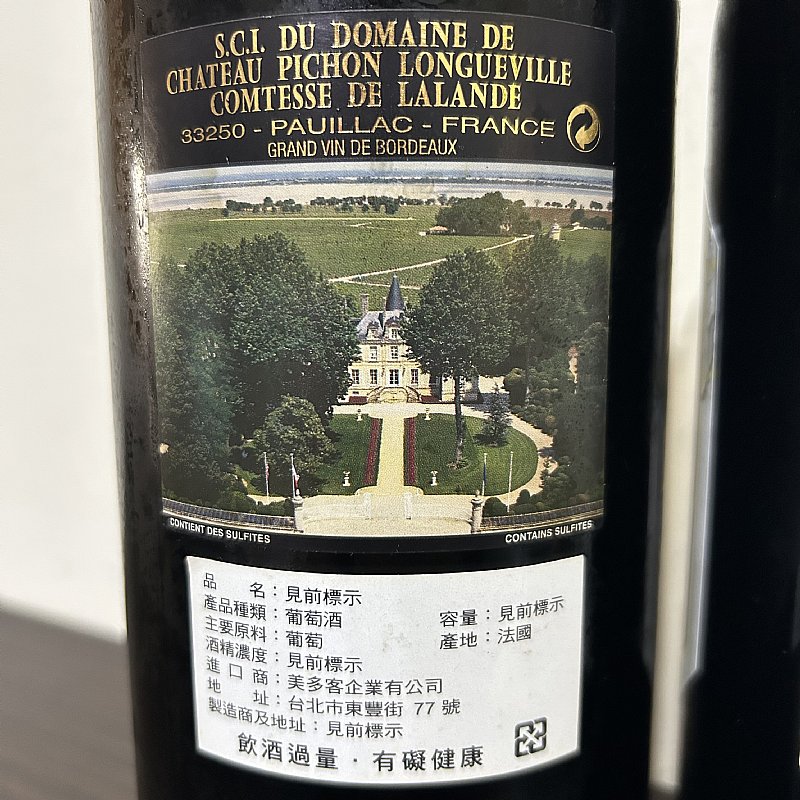 S.C.I. DU DOMAINE DE
CHATEAU PICHON LONGUEVILLE
COMTESSE DE LALANDE
33250 - PAUILLAC - FRANCE
GRAND VIN DE BORDEAUX
CONTIENT DES SULFITES
CONTAINS SULFITES
品 名：見前標示
產品種類：葡萄酒 容量：見前標示
主要原料：葡萄 產地：法國
酒精濃度：見前標示
進口商：美多客企業有公司
地 址：台北市東豐街 77 號
製造商及地址：見前標示
飲酒過量．有礙健康